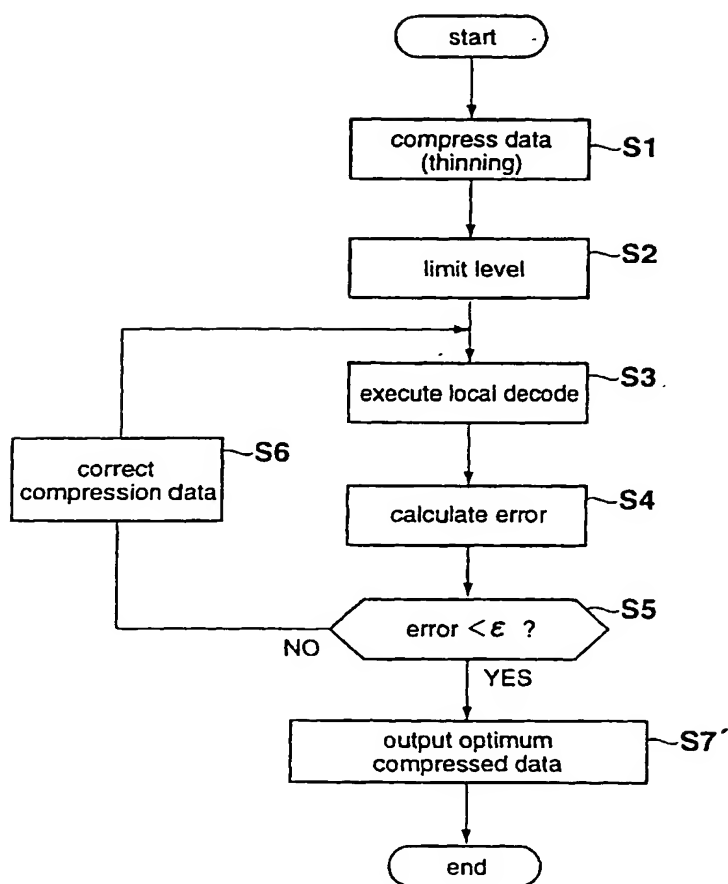 start
compress data
(thinning)
S1
limit level
S2
execute local decode
S3
calculate error
S4
error < ε ?
S5
NO
correct
compression data
S6
YES
output optimum
compressed data
S7´
end